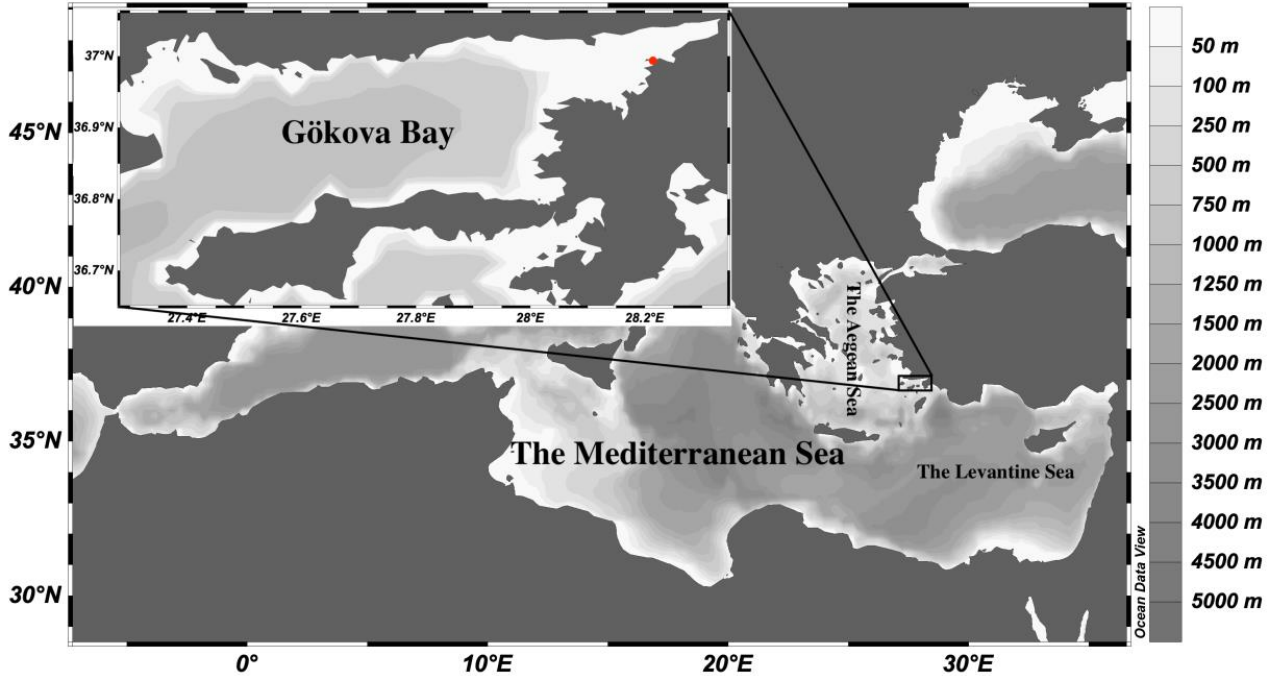 37°N
36.9°N
36.8°N
36.7°N
27.4°E
27.6°E
27.8°E
28°E
28.2°E
Gökova Bay
45°N
40°N
35°N
30°N
0°
10°E
20°E
30°E
The Aegean Sea
The Mediterranean Sea
The Levantine Sea
Ocean Data View
50 m
100 m
250 m
500 m
750 m
1000 m
1250 m
1500 m
2000 m
2500 m
3000 m
3500 m
4000 m
4500 m
5000 m